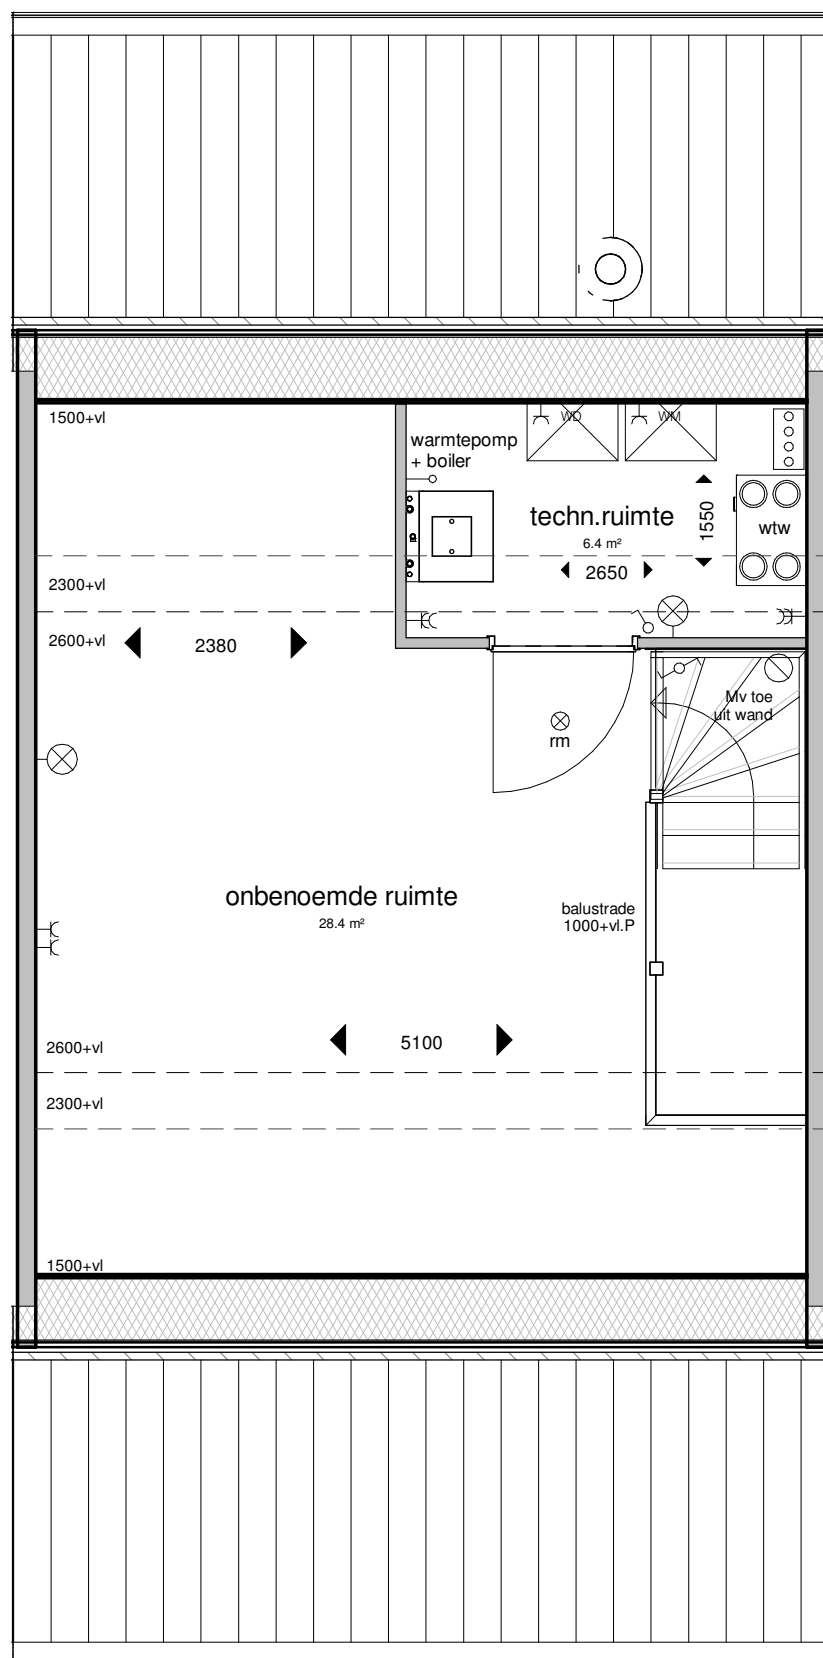 1500+vl
WD
WM
warmtepomp
+ boiler
techn.ruimte
6.4 m²
1550
wtw
2650
2300+vl
2600+vl
2380
Mv toe
uit wand
rm
onbenoemde ruimte
28.4 m²
balustrade
1000+vl.P
5100
2600+vl
2300+vl
1500+vl